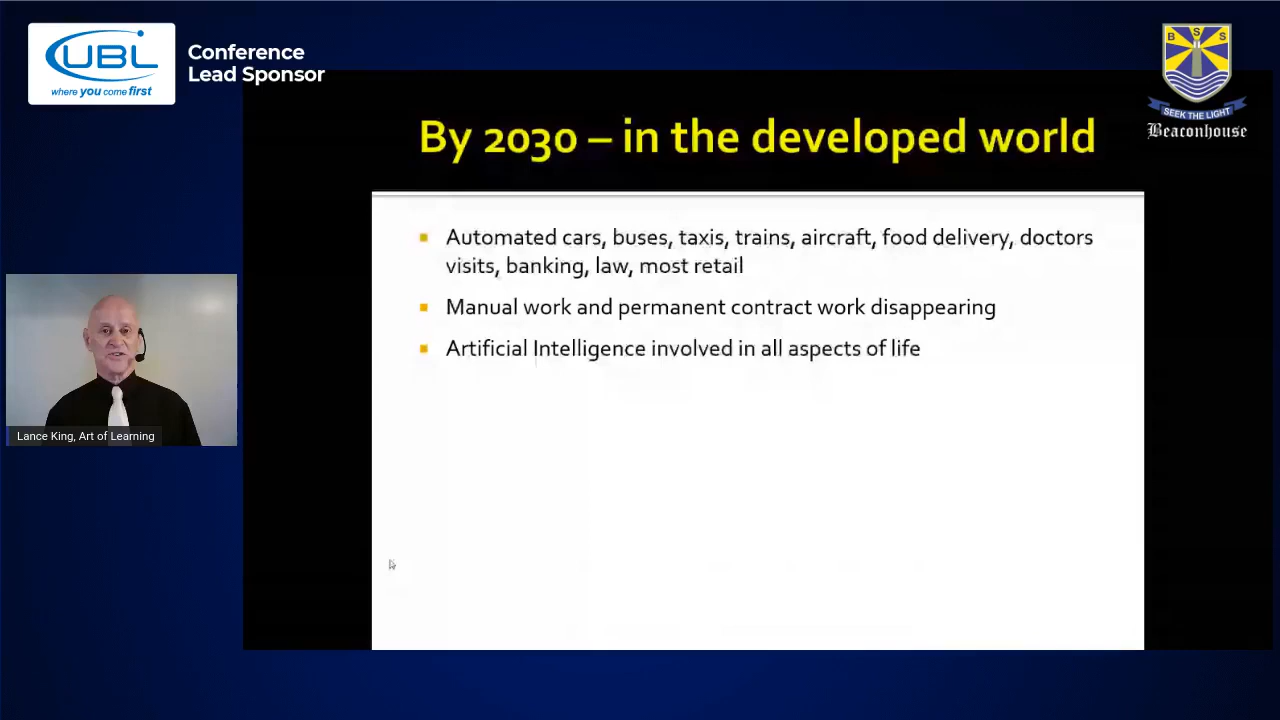 UBL
where you come first
Conference
Lead Sponsor
B S S
SEEK THE LIGHT
Beaconhouse
By 2030 – in the developed world
Automated cars, buses, taxis, trains, aircraft, food delivery, doctors
visits, banking, law, most retail
Manual work and permanent contract work disappearing
Artificial Intelligence involved in all aspects of life
Lance King, Art of Learning